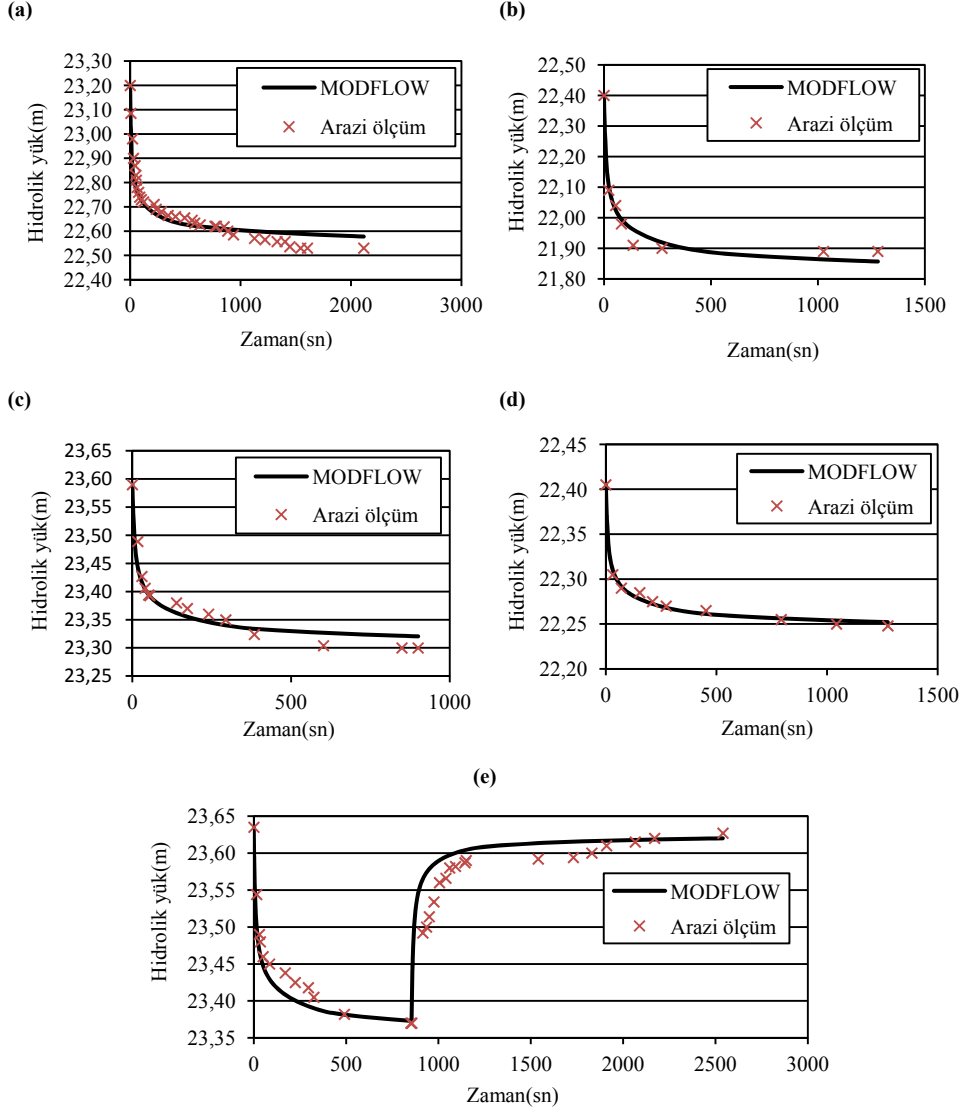 (a)
Hidrolik yük(m)
23,30
23,20
23,10
23,00
22,90
22,80
22,70
22,60
22,50
22,40
MODFLOW
Arazi ölçüm
0
1000
2000
3000
Zaman(sn)
(b)
Hidrolik yük(m)
22,50
22,40
22,30
22,20
22,10
22,00
21,90
21,80
MODFLOW
Arazi ölçüm
0
500
1000
1500
Zaman(sn)
(c)
Hidrolik yük(m)
23,65
23,60
23,55
23,50
23,45
23,40
23,35
23,30
23,25
MODFLOW
Arazi ölçüm
0
500
1000
Zaman(sn)
(d)
Hidrolik yük(m)
22,45
22,40
22,35
22,30
22,25
22,20
MODFLOW
Arazi ölçüm
0
500
1000
1500
Zaman(sn)
(e)
Hidrolik yük(m)
23,65
23,60
23,55
23,50
23,45
23,40
23,35
MODFLOW
Arazi ölçüm
0
500
1000
1500
2000
2500
3000
Zaman(sn)